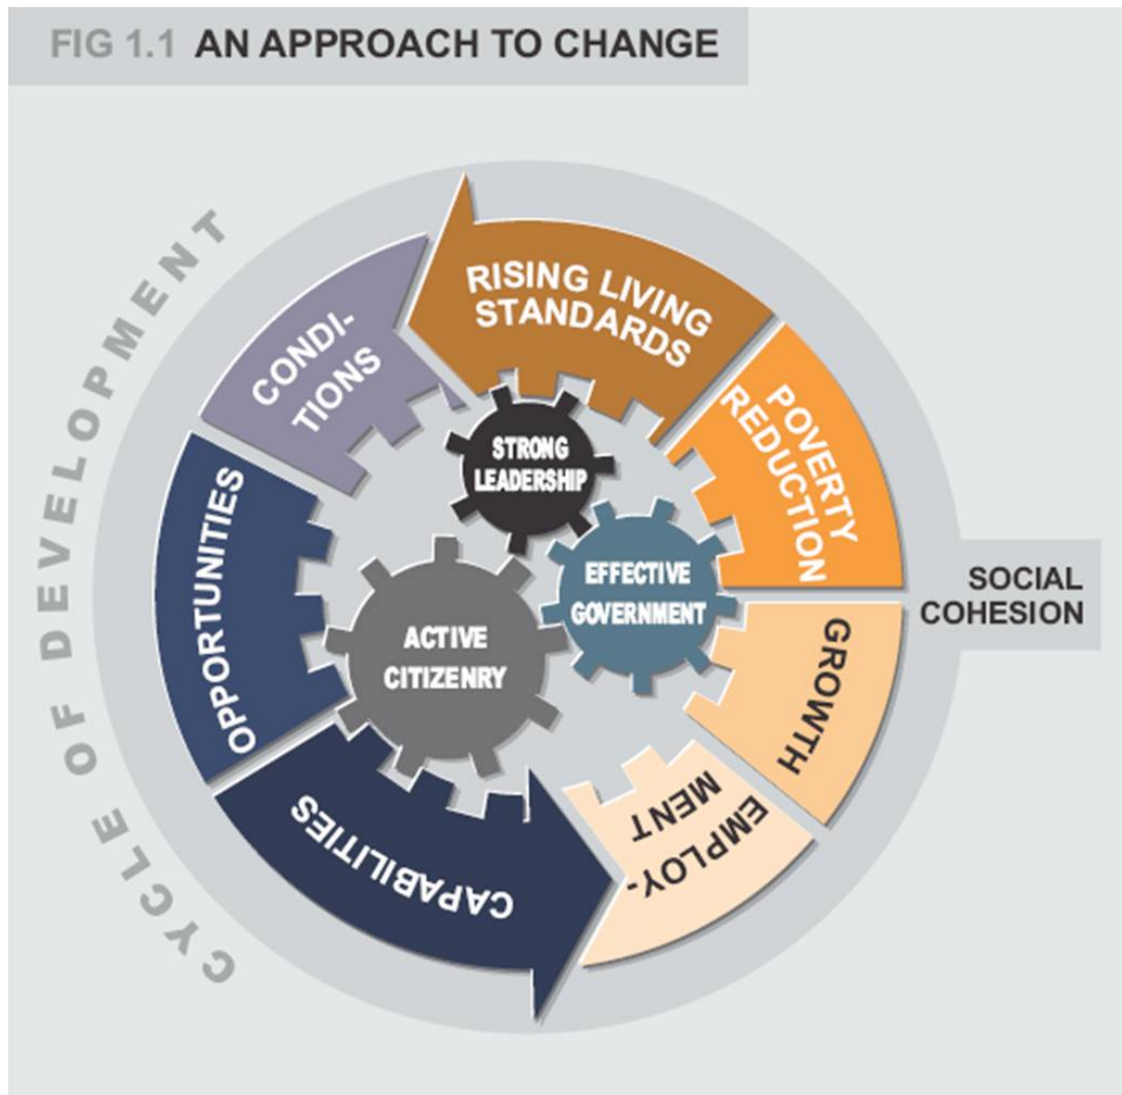 FIG 1.1 AN APPROACH TO CHANGE
CYCLE OF DEVELOPMENT
RISING LIVING
STANDARDS
POVERTY
REDUCTION
GROWTH
EMPLOY-
MENT
CAPABILITIES
OPPORTUNITIES
CONDI-
TIONS
STRONG
LEADERSHIP
EFFECTIVE
GOVERNMENT
ACTIVE
CITIZENRY
SOCIAL
COHESION